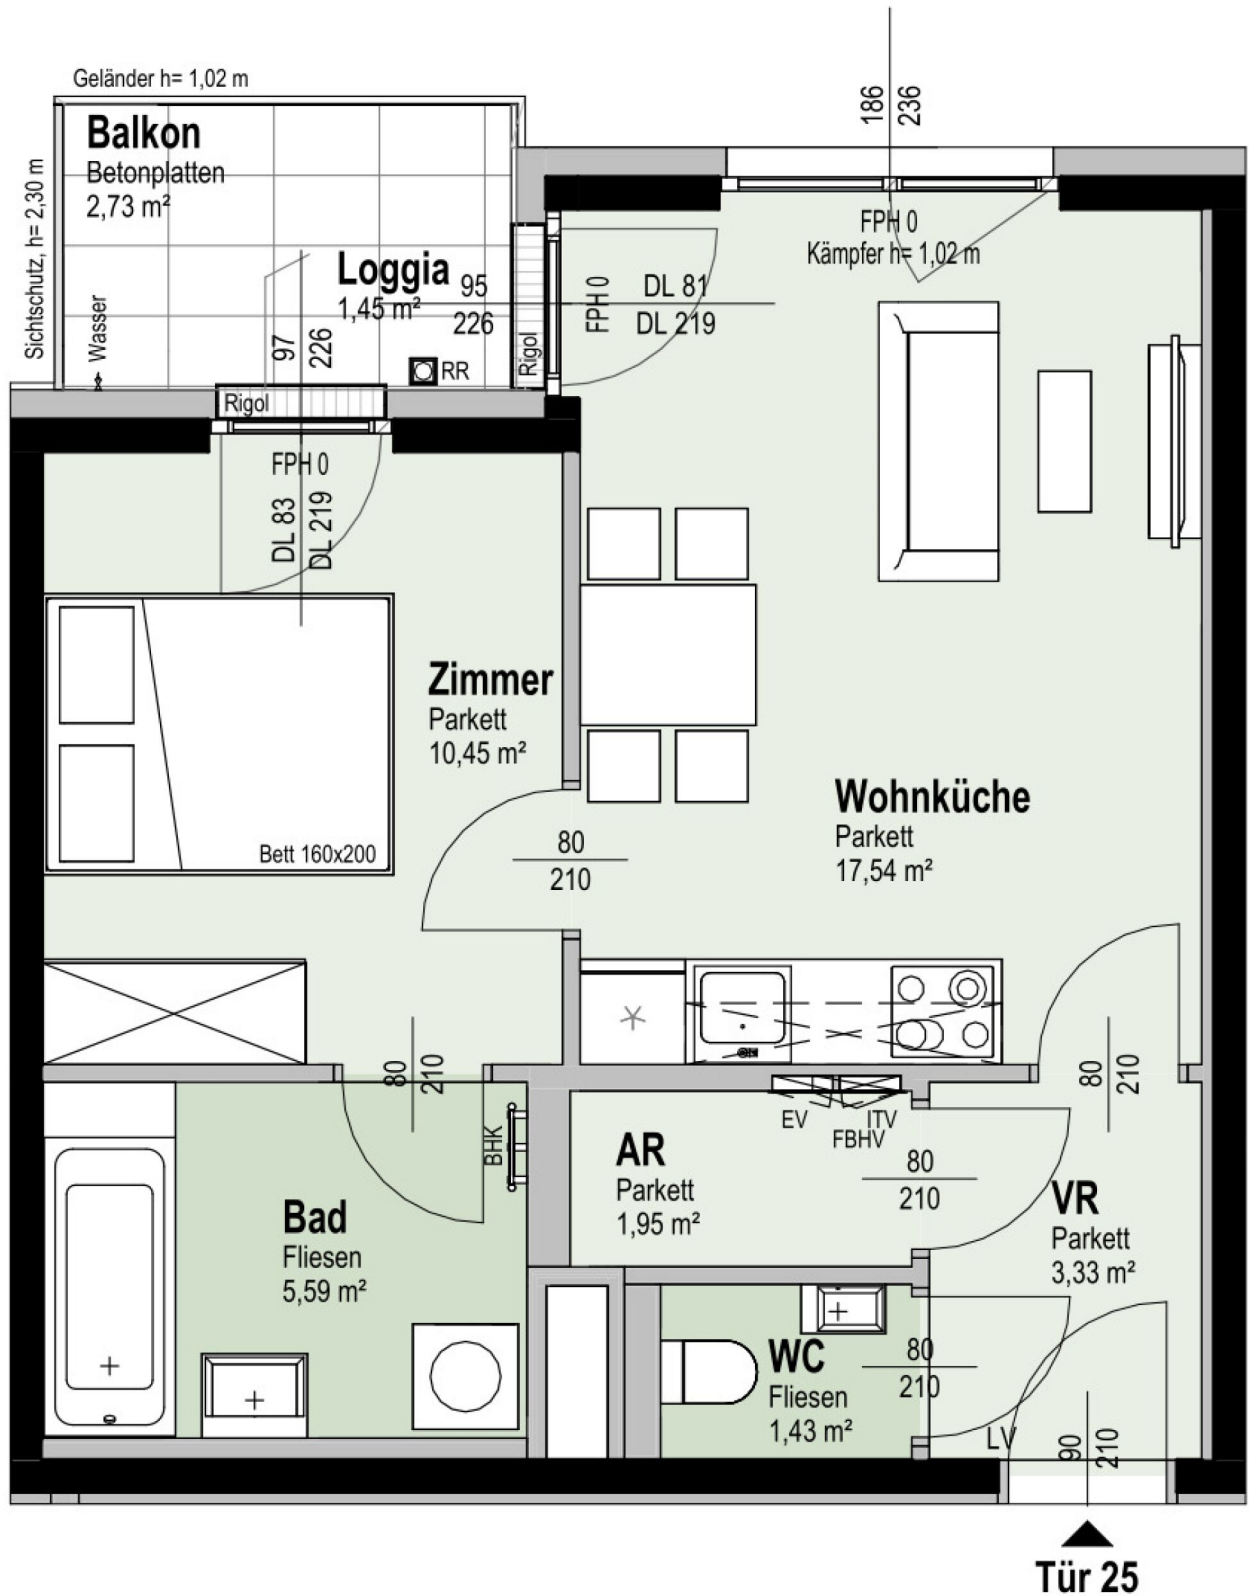 Geländer h= 1,02 m
186
236
Balkon
Betonplatten
2,73 m²
Sichtschutz, h= 2,30 m
Wasser
Loggia
1,45 m²
95
226
97
226
RR
Rigol
Rigol
FPH 0
DL 81
DL 219
FPH 0
Kämpfer h= 1,02 m
FPH 0
DL 83
DL 219
Zimmer
Parkett
10,45 m²
Bett 160x200
80
210
Wohnküche
Parkett
17,54 m²
80
210
80
210
BHK
EV
ITV
FBHV
AR
Parkett
1,95 m²
80
210
VR
Parkett
3,33 m²
Bad
Fliesen
5,59 m²
WC
Fliesen
1,43 m²
80
210
LV
90
210
Tür 25